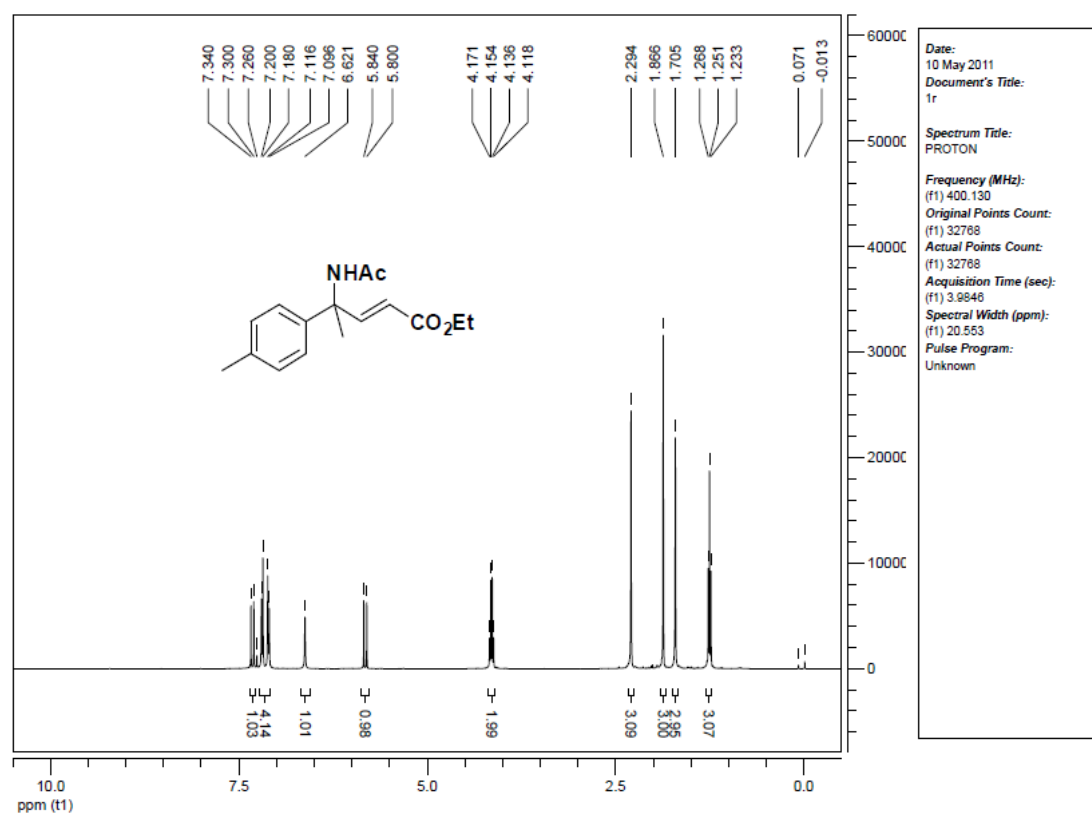 7.340
7.300
7.260
7.200
7.180
7.116
7.096
6.621
5.840
5.800
4.171
4.154
4.136
4.118
2.294
1.866
1.705
1.268
1.251
1.233
0.071
-0.013
NHAc
CO2Et
60000
50000
40000
30000
20000
10000
0
1.03
4.14
1.01
0.98
1.99
3.09
3.00
2.95
3.07
10.0
7.5
5.0
2.5
0.0
ppm (t1)
Date:
10 May 2011
Document's Title:
1r
Spectrum Title:
PROTON
Frequency (MHz):
(f1) 400.130
Original Points Count:
(f1) 32768
Actual Points Count:
(f1) 32768
Acquisition Time (sec):
(f1) 3.9846
Spectral Width (ppm):
(f1) 20.553
Pulse Program:
Unknown